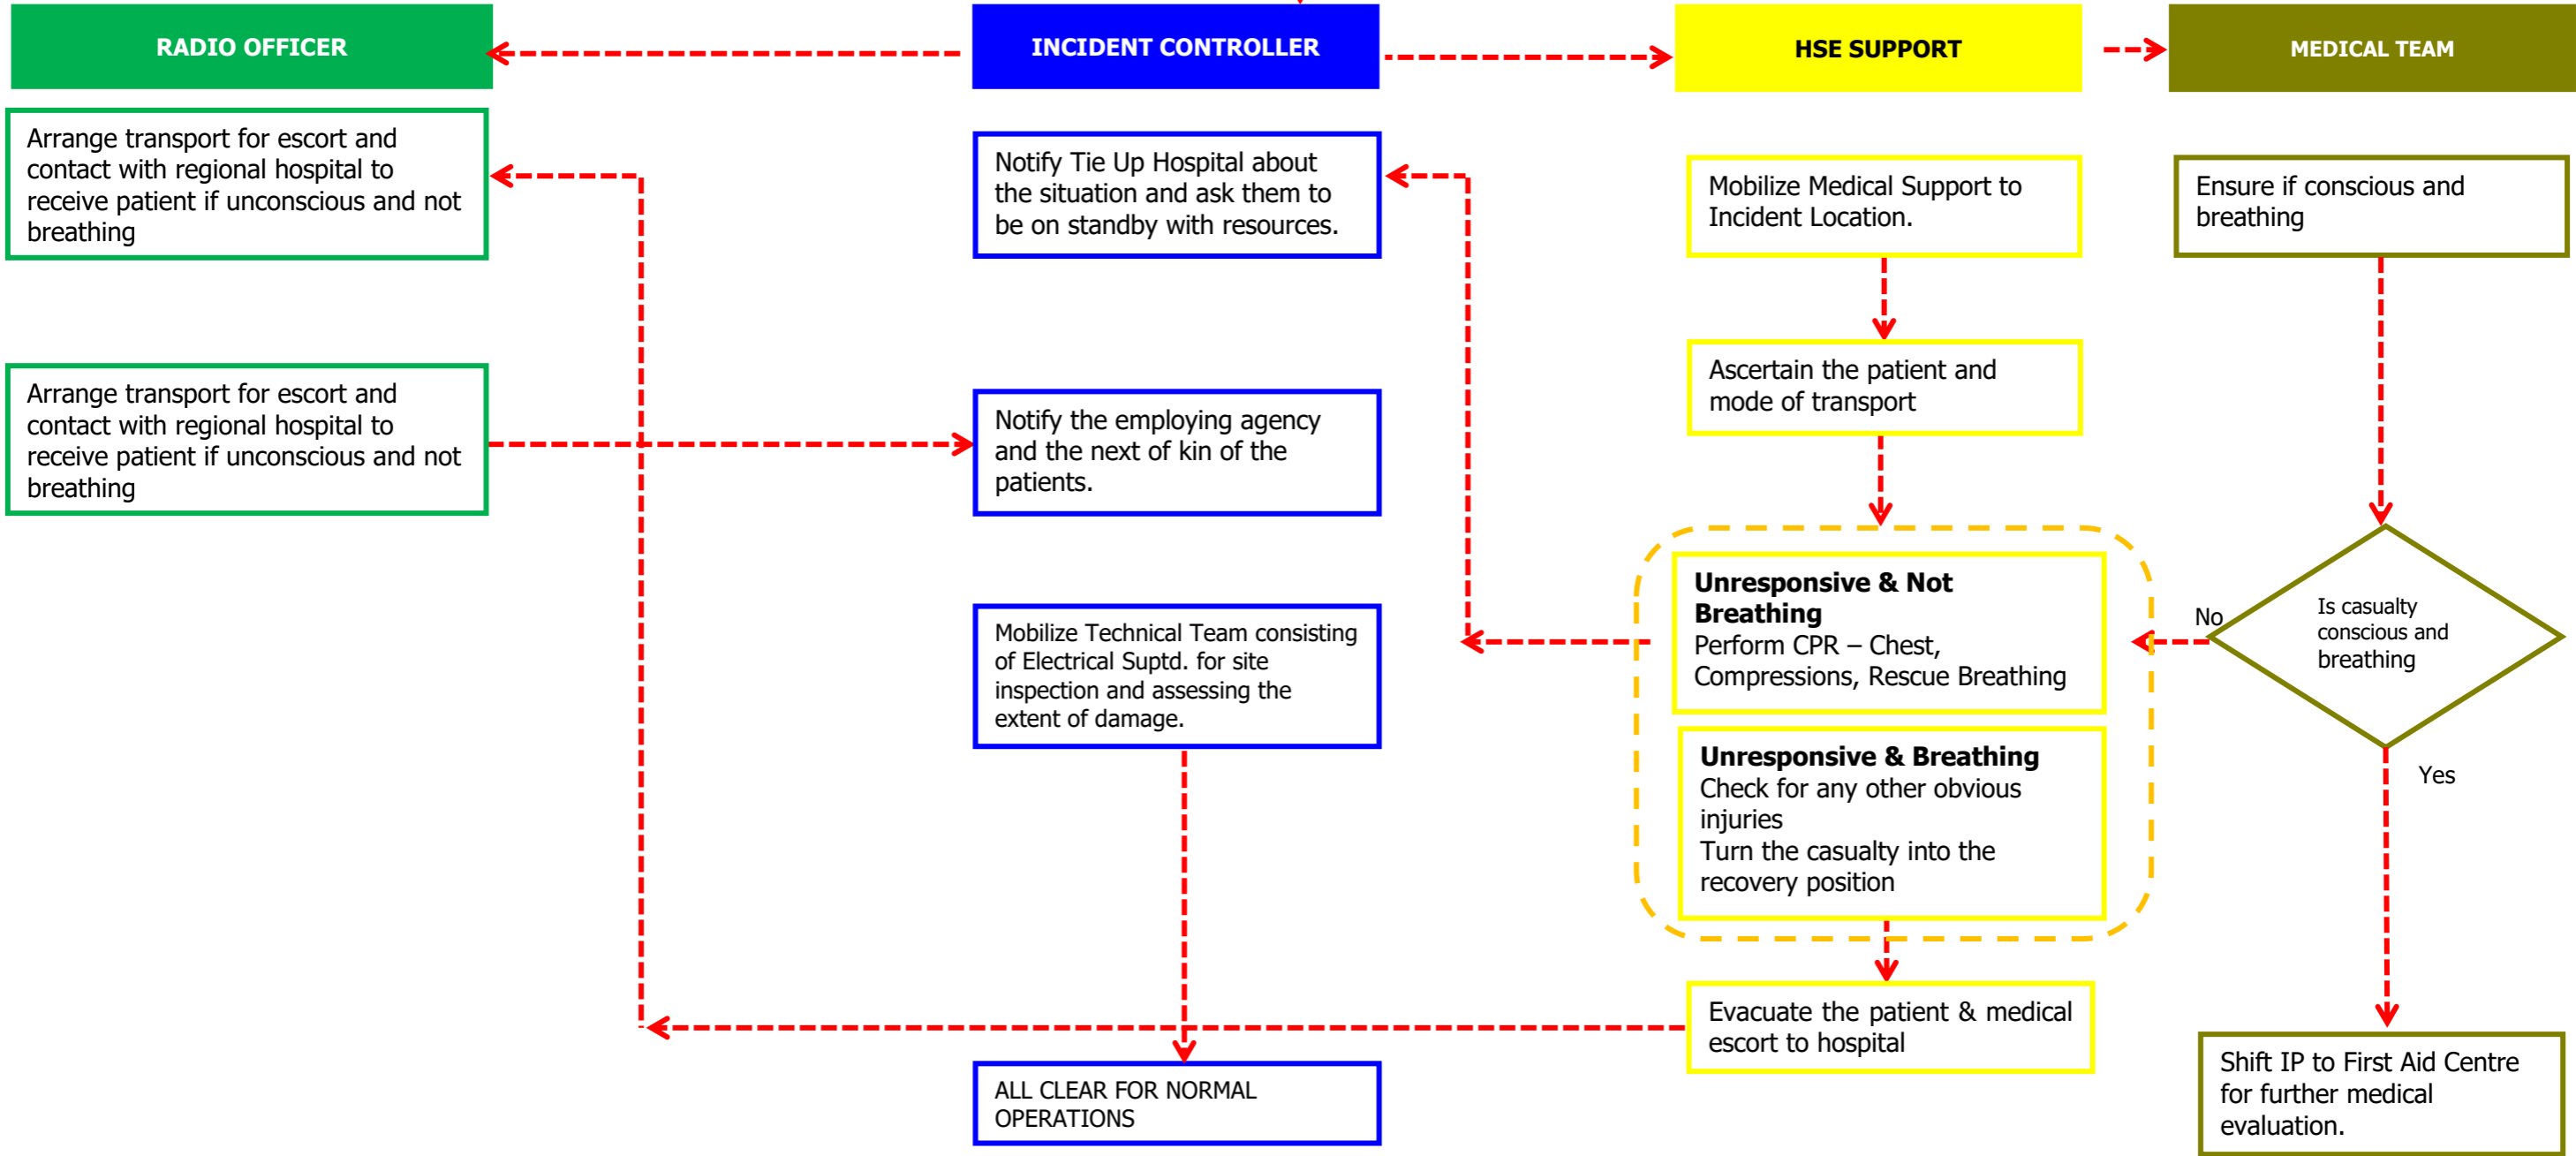 RADIO OFFICER
INCIDENT CONTROLLER
HSE SUPPORT
MEDICAL TEAM
Arrange transport for escort and
contact with regional hospital to
receive patient if unconscious and not
breathing
Notify Tie Up Hospital about
the situation and ask them to
be on standby with resources.
Mobilize Medical Support to
Incident Location.
Ensure if conscious and
breathing
Arrange transport for escort and
contact with regional hospital to
receive patient if unconscious and not
breathing
Notify the employing agency
and the next of kin of the
patients.
Ascertain the patient and
mode of transport
Mobilize Technical Team consisting
of Electrical Suptd. for site
inspection and assessing the
extent of damage.
Unresponsive & Not
Breathing
Perform CPR – Chest,
Compressions, Rescue Breathing
No
Is casualty
conscious and
breathing
Unresponsive & Breathing
Check for any other obvious
injuries
Turn the casualty into the
recovery position
Yes
Evacuate the patient & medical
escort to hospital
ALL CLEAR FOR NORMAL
OPERATIONS
Shift IP to First Aid Centre
for further medical
evaluation.